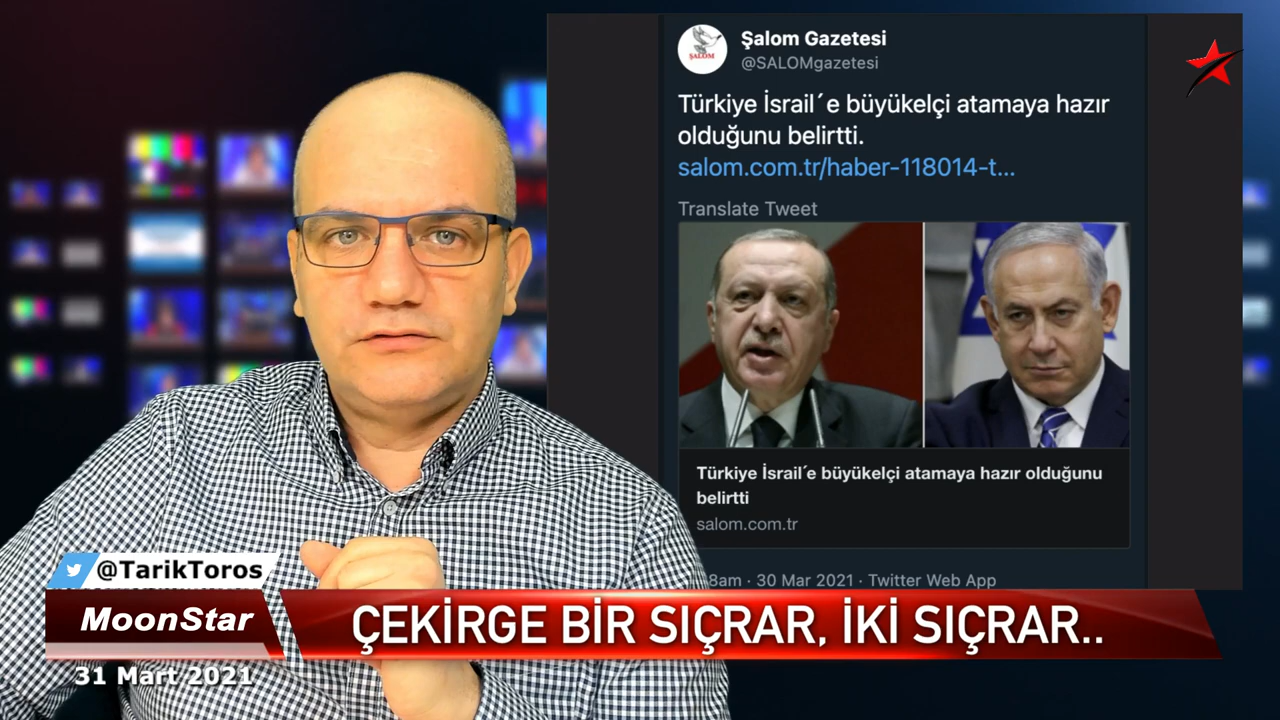 Şalom Gazetesi
@SALOMgazetesi
ŞALOM
Türkiye İsrail´e büyükelçi atamaya hazır
olduğunu belirtti.
salom.com.tr/haber-118014-t...
Translate Tweet
Türkiye İsrail´e büyükelçi atamaya hazır olduğunu
belirtti
salom.com.tr
8am · 30 Mar 2021 · Twitter Web App
@TarikToros
MoonStar
ÇEKİRGE BİR SIÇRAR, İKİ SIÇRAR..
31 Mart 2021